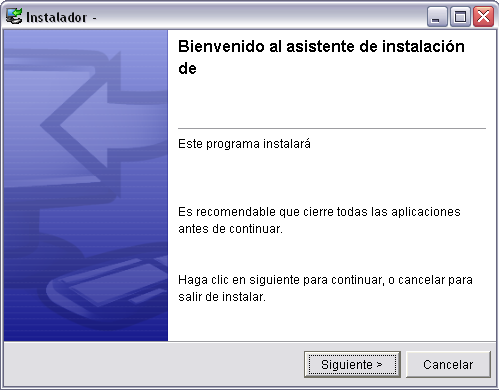 Instalador -
Bienvenido al asistente de instalación
de
Este programa instalará
Es recomendable que cierre todas las aplicaciones
antes de continuar.
Haga clic en siguiente para continuar, o cancelar para
salir de instalar.
Siguiente >
Cancelar